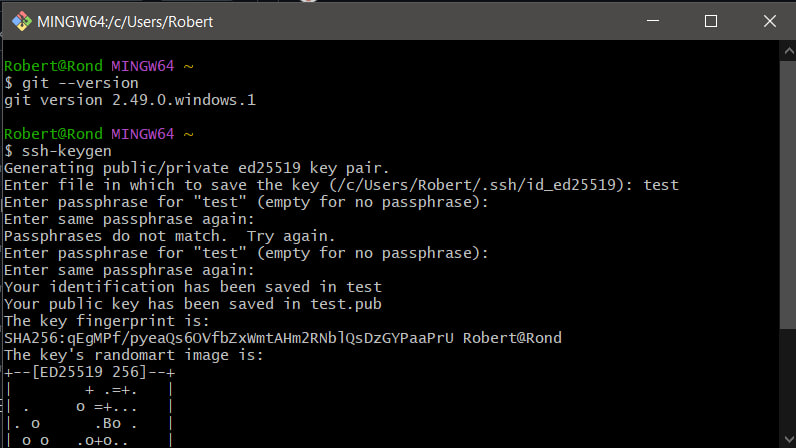 MINGW64:/c/Users/Robert
Robert@Rond MINGW64 ~
$ git --version
git version 2.49.0.windows.1
Robert@Rond MINGW64 ~
$ ssh-keygen
Generating public/private ed25519 key pair.
Enter file in which to save the key (/c/Users/Robert/.ssh/id_ed25519): test
Enter passphrase for "test" (empty for no passphrase):
Enter same passphrase again:
Passphrases do not match.  Try again.
Enter passphrase for "test" (empty for no passphrase):
Enter same passphrase again:
Your identification has been saved in test
Your public key has been saved in test.pub
The key fingerprint is:
SHA256:qEgMPf/pyeaQs6OVfbZxWmtAHm2RNblQsDzGYPaaPrU Robert@Rond
The key's randomart image is:
+--[ED25519 256]--+
|        + .=+.   |
| .     o =+...   |
|. o      .Bo .   |
| o o   .o+o..    |